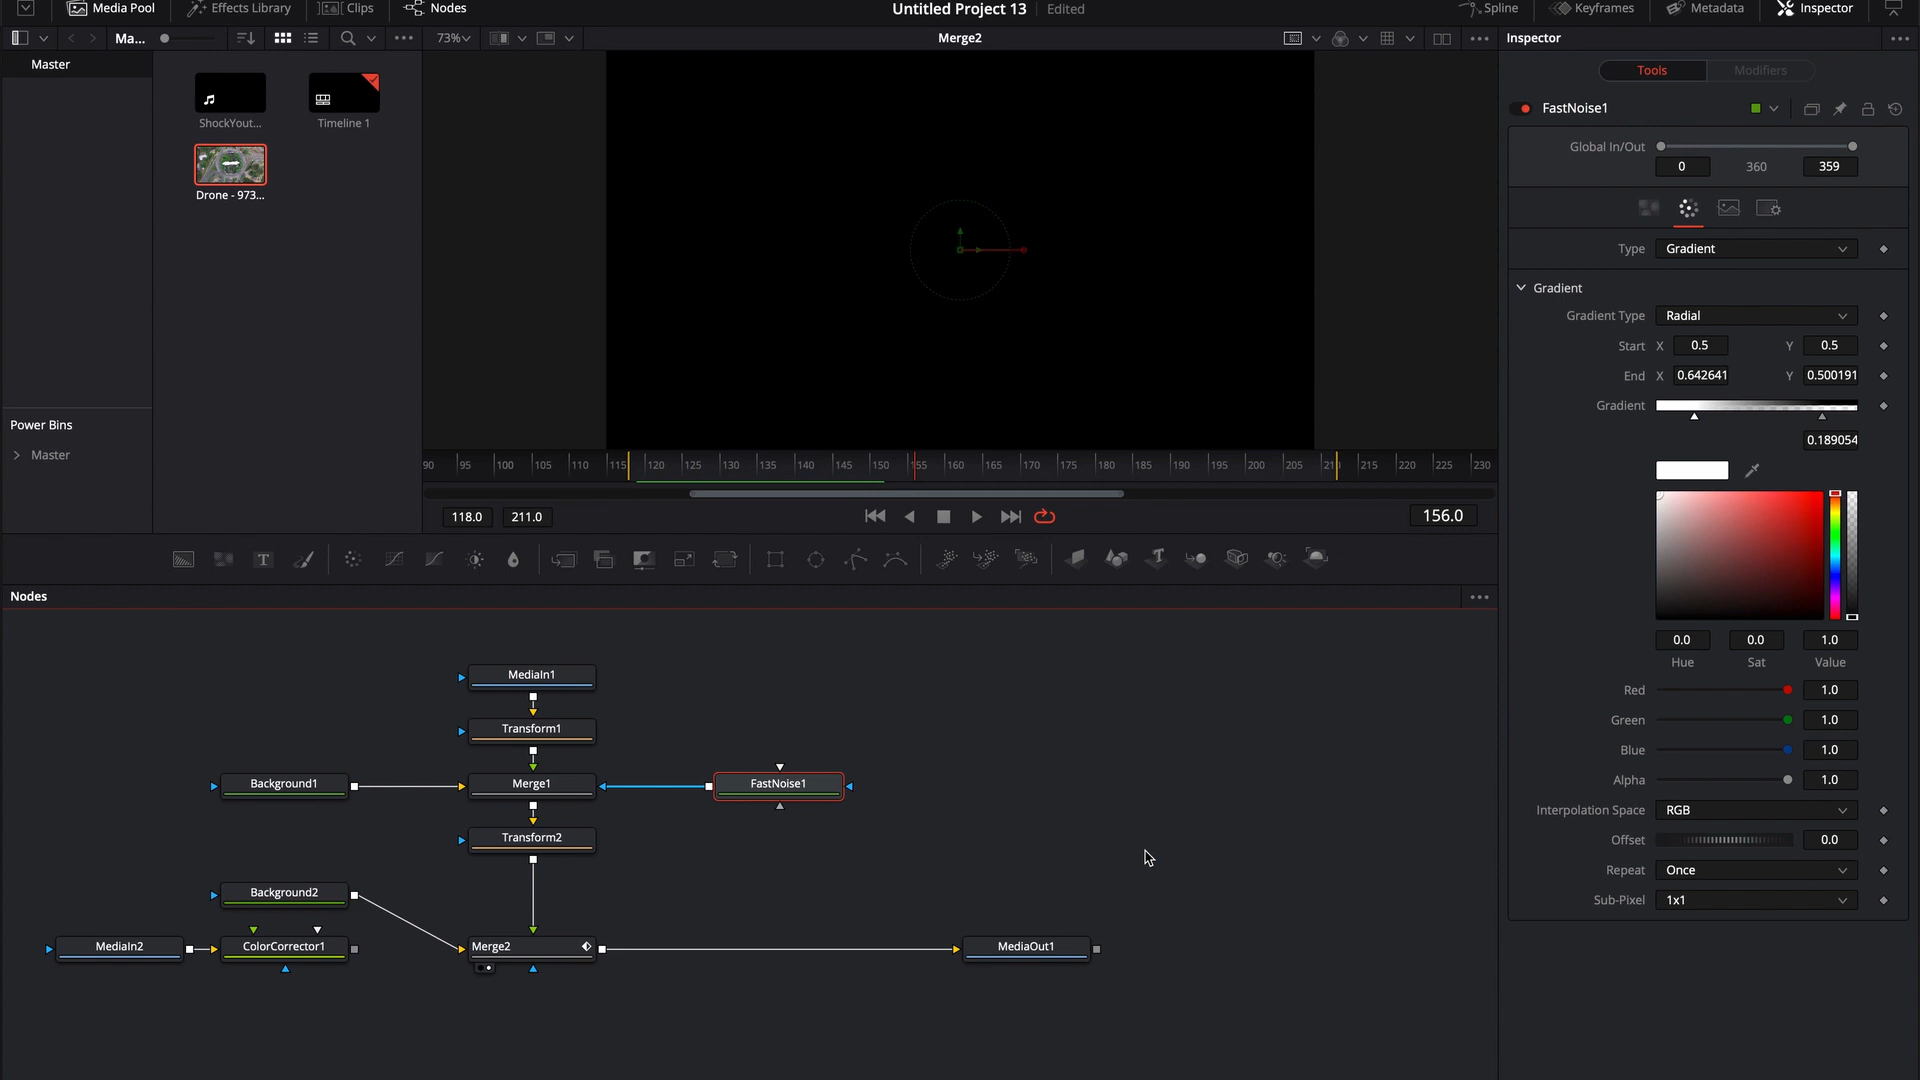 Media Pool
Effects Library
Clips
Nodes
Untitled Project 13
Edited
Spline
Keyframes
Metadata
Inspector
Ma...
73%
Merge2
Inspector
Master
ShockYout...
Timeline 1
Drone - 973...
Power Bins
Master
90 95 100 105 110 115 120 125 130 135 140 145 150 155 160 165 170 175 180 185 190 195 200 205 210 215 220 225 230
118.0
211.0
156.0
Tools
Modifiers
FastNoise1
Global In/Out
0
360
359
Type
Gradient
Gradient
Gradient Type
Radial
Start X 0.5 Y 0.5
End X 0.642641 Y 0.500191
Gradient
0.189054
0.0
0.0
1.0
Hue
Sat
Value
Red 1.0
Green 1.0
Blue 1.0
Alpha 1.0
Interpolation Space RGB
Offset 0.0
Repeat Once
Sub-Pixel 1x1
Nodes
MediaIn1
Transform1
Background1
Merge1
FastNoise1
Transform2
Background2
MediaIn2
ColorCorrector1
Merge2
MediaOut1